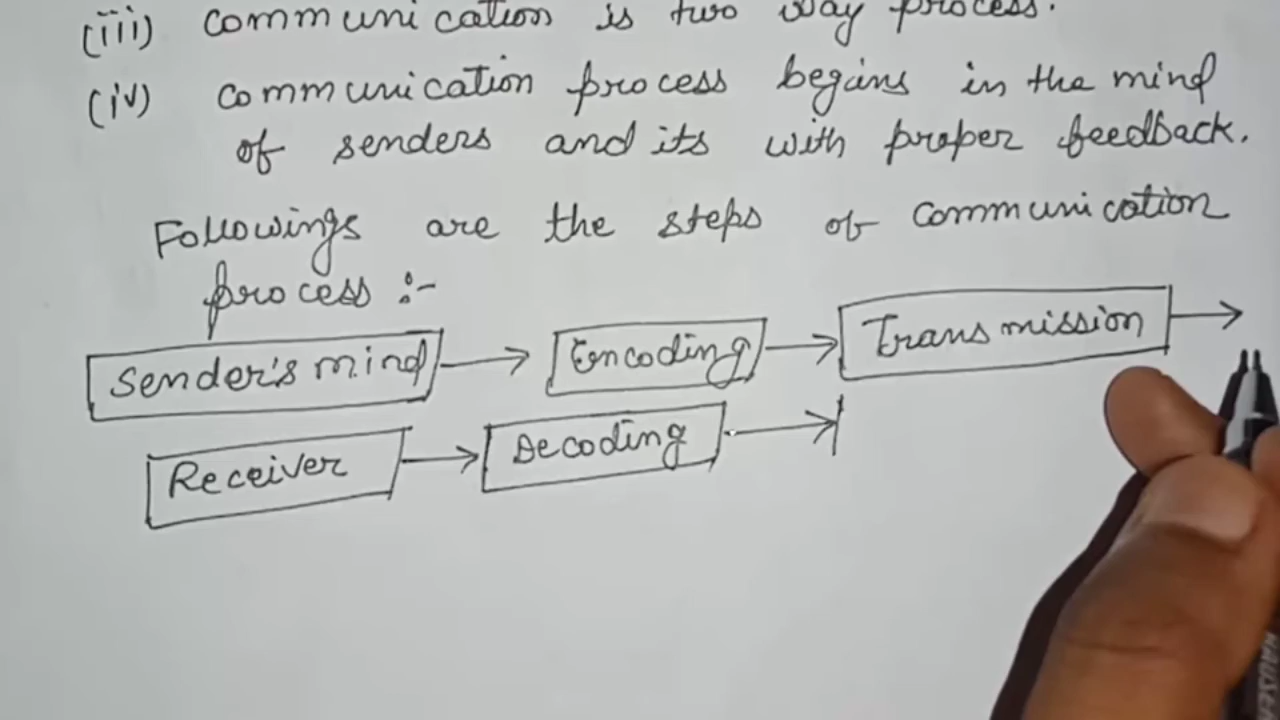 (iii) communication is two way process.
(iv) communication process begins in the mind
of senders and its with proper feedback.
Followings are the steps of communication
process :-
Sender's mind → Encoding → Transmission →
Receiver → Decoding →